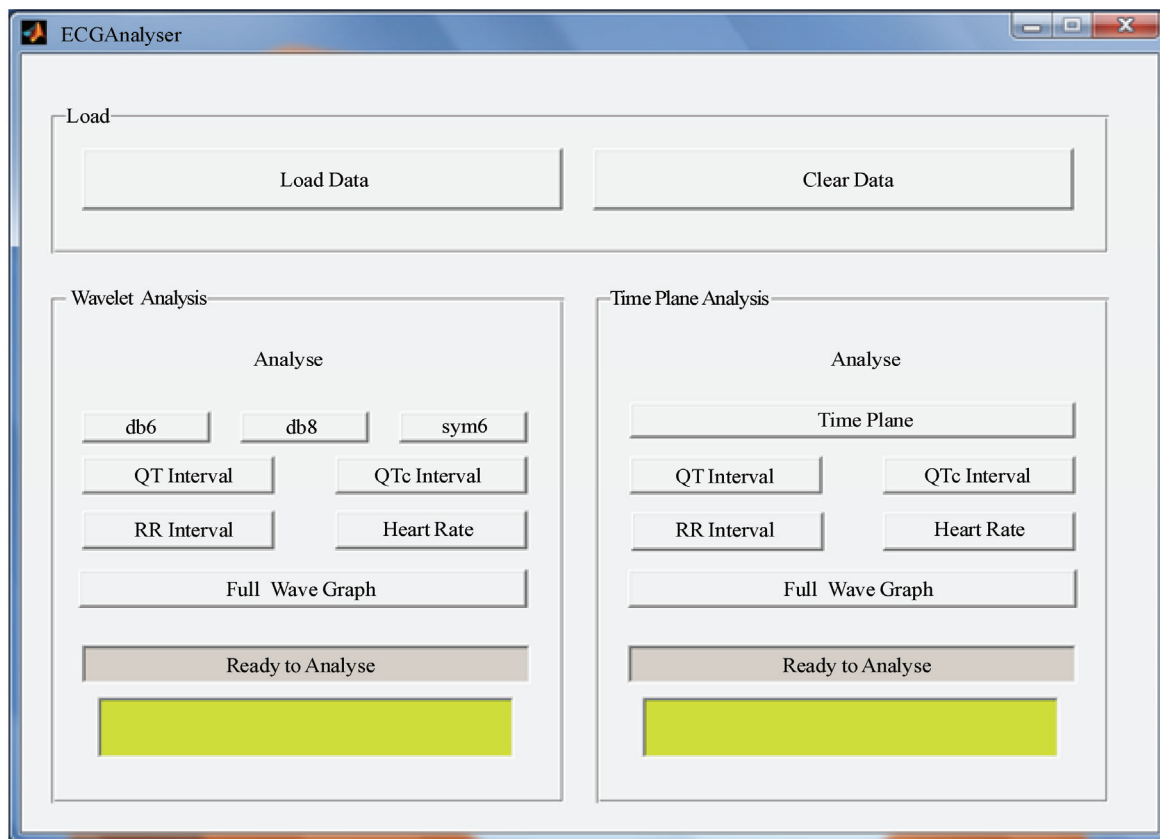 ECGAnalyser
Load
Load Data
Clear Data
Wavelet Analysis
Analyse
db6
db8
sym6
QT Interval
QTc Interval
RR Interval
Heart Rate
Full Wave Graph
Ready to Analyse
Time Plane Analysis
Analyse
Time Plane
QT Interval
QTc Interval
RR Interval
Heart Rate
Full Wave Graph
Ready to Analyse